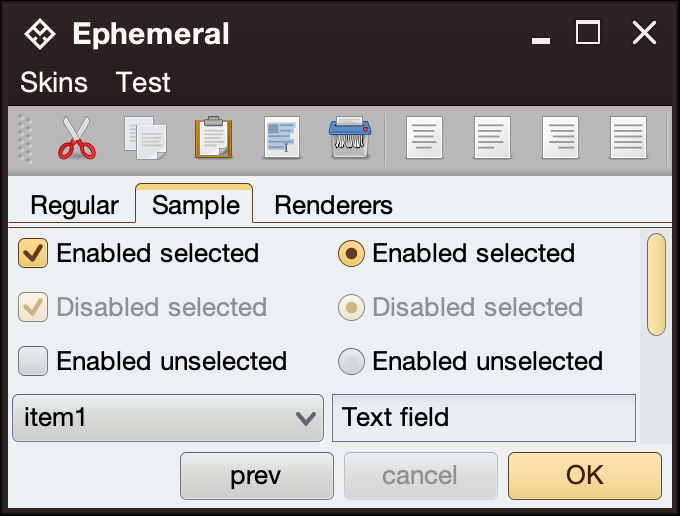 Ephemeral
Skins Test
Regular Sample Renderers
Enabled selected Enabled selected
Disabled selected Disabled selected
Enabled unselected Enabled unselected
item1 Text field
prev cancel OK